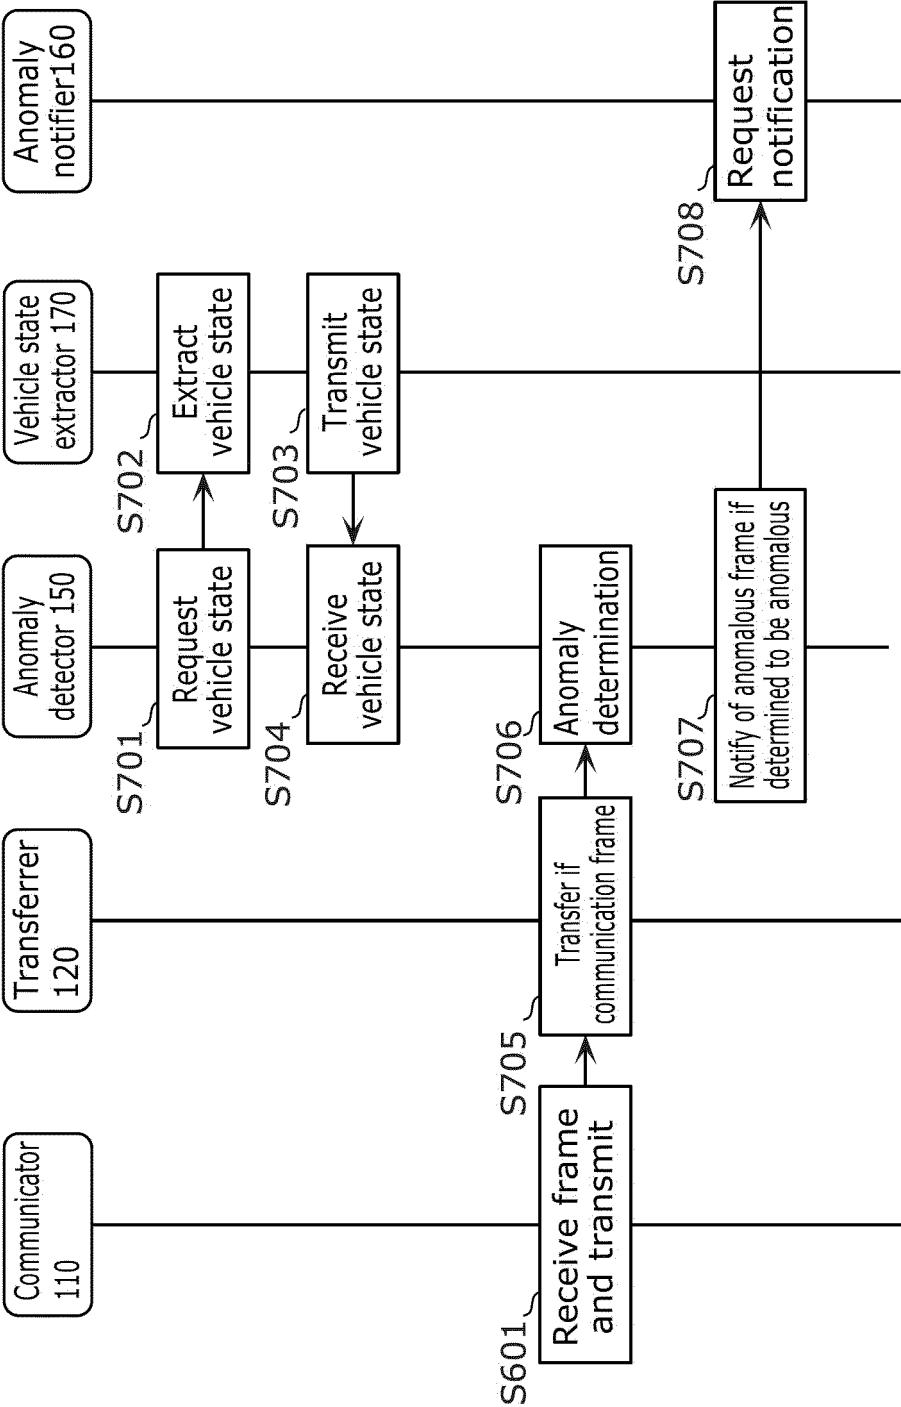 Communicator
110
Transferrer
120
Anomaly
detector 150
Vehicle state
extractor 170
Anomaly
notifier160
S701
Request
vehicle state
S702
Extract
vehicle state
S703
Transmit
vehicle state
S704
Receive
vehicle state
S601
Receive frame
and transmit
S705
Transfer if
communication frame
S706
Anomaly
determination
S707
Notify of anomalous frame if
determined to be anomalous
S708
Request
notification